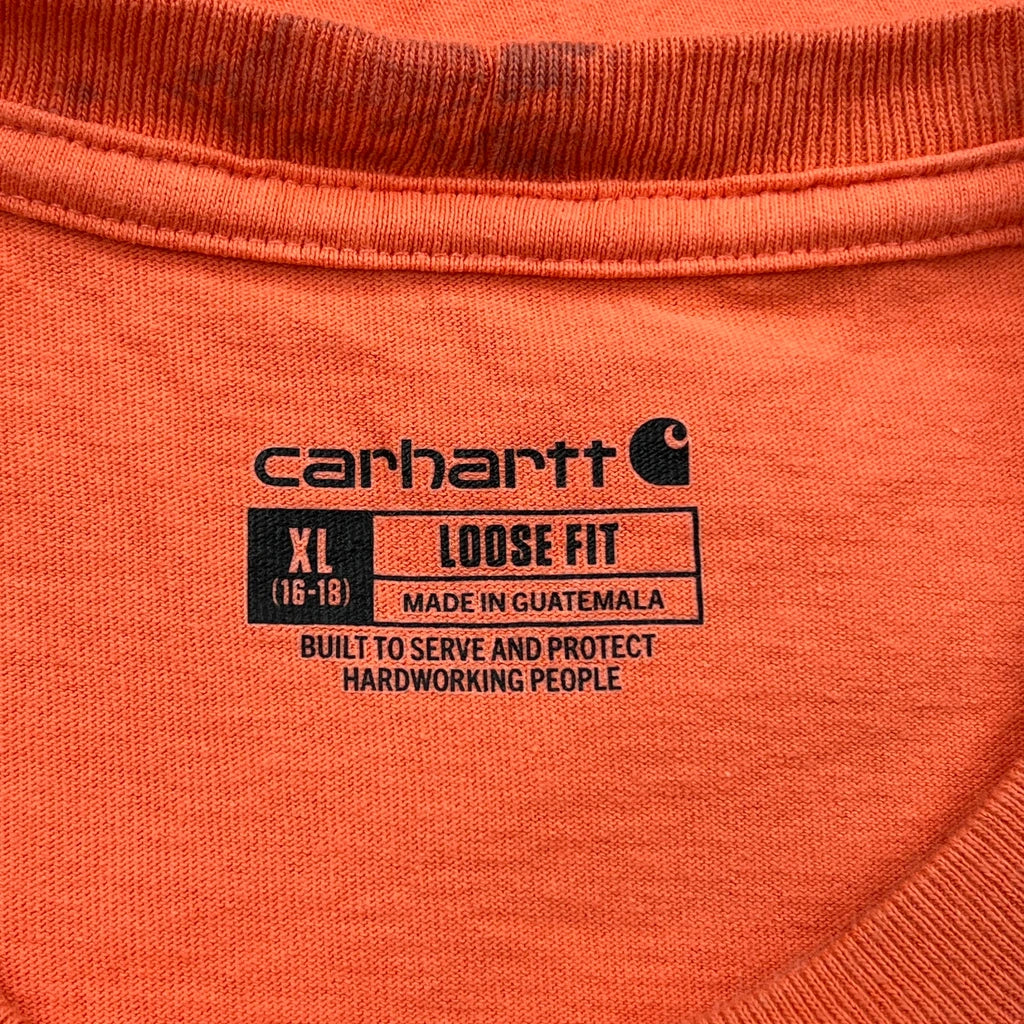 carhartt
XL
(16-18)
LOOSE FIT
MADE IN GUATEMALA
BUILT TO SERVE AND PROTECT
HARDWORKING PEOPLE